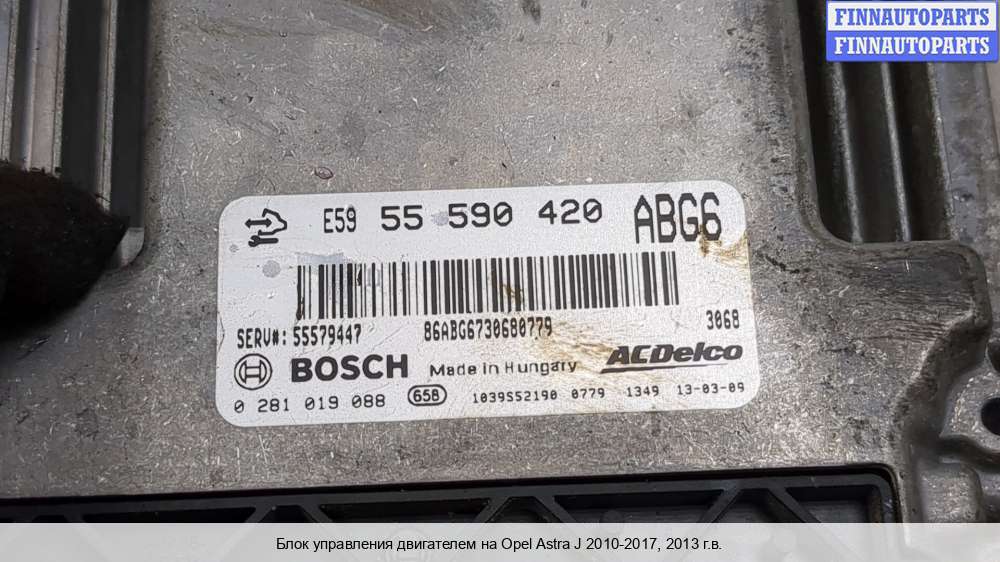 FINNAUTOPARTS
FINNAUTOPARTS
E59 55 590 420 ABG6
SERV#: 55579447 86ABG6730680779 3068
BOSCH Made in Hungary ACDelco
0 281 019 088 658 1039S52190 0779 1349 13-03-09
Блок управления двигателем на Opel Astra J 2010-2017, 2013 г.в.